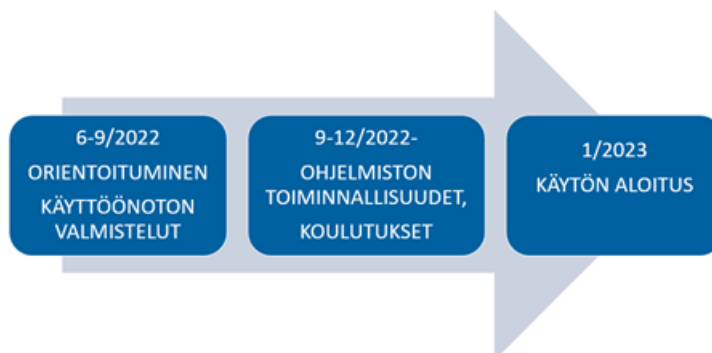 6-9/2022
ORIENTOITUMINEN
KÄYTTÖÖNOTON
VALMISTELUT
9-12/2022-
OHJELMISTON
TOIMINNALLISUUDET,
KOULUTUKSET
1/2023
KÄYTÖN ALOITUS